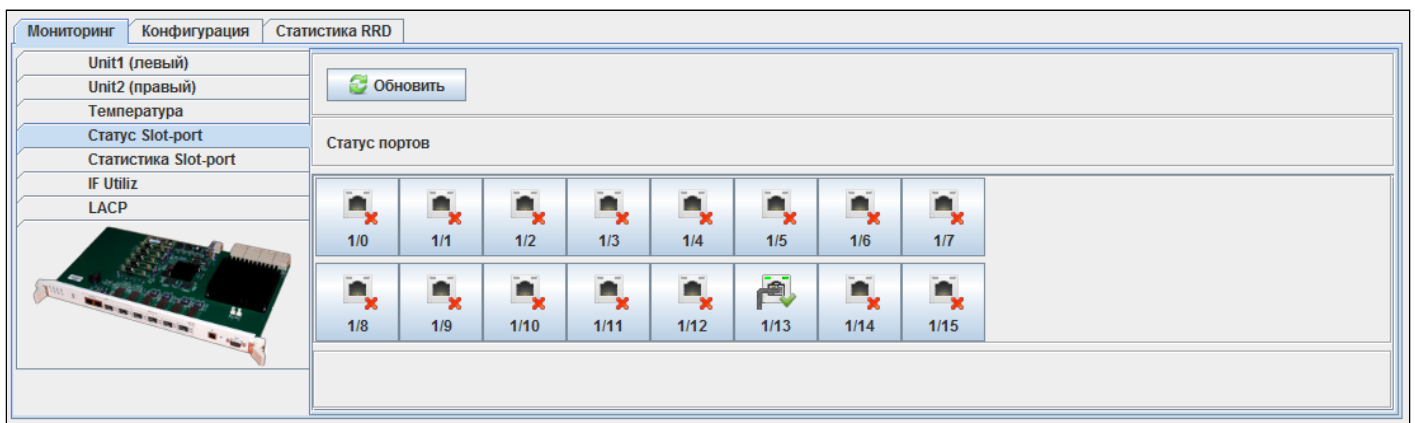 Мониторинг Конфигурация Статистика RRD
Unit1 (левый)
Unit2 (правый)
Температура
Статус Slot-port
Статистика Slot-port
IF Utiliz
LACP
Обновить
Статус портов
1/0 1/1 1/2 1/3 1/4 1/5 1/6 1/7
1/8 1/9 1/10 1/11 1/12 1/13 1/14 1/15